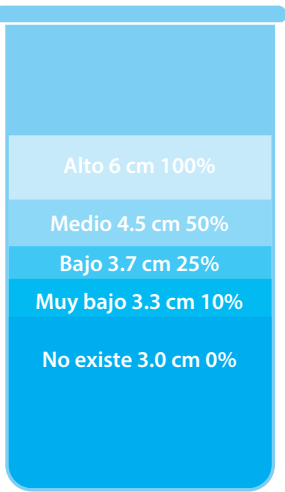 Alto 6 cm 100%
Medio 4.5 cm 50%
Bajo 3.7 cm 25%
Muy bajo 3.3 cm 10%
No existe 3.0 cm 0%